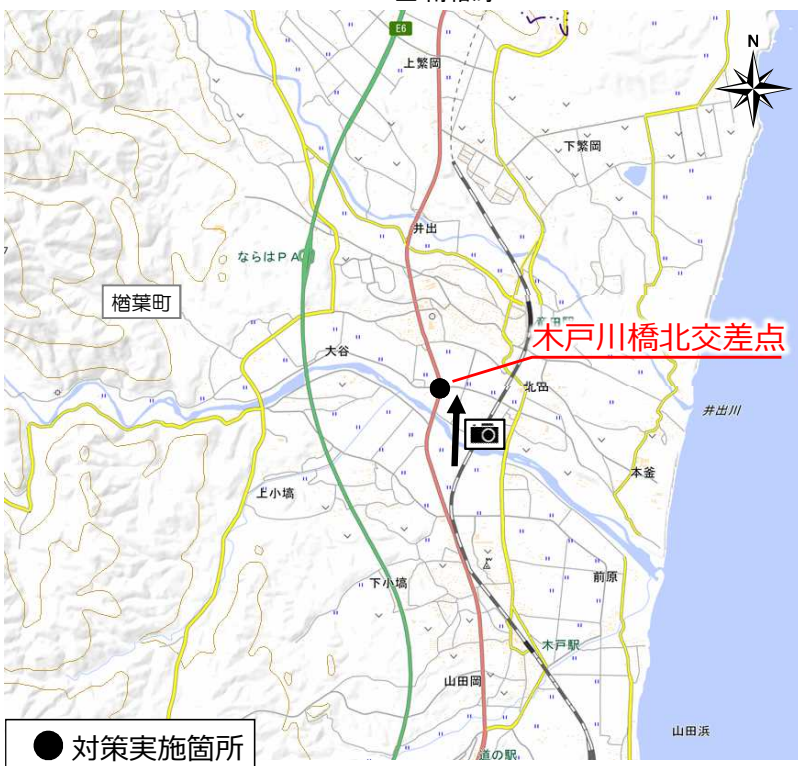 E6
上繁岡
N
下繁岡
井出
ならはPA
楢葉町
木戸川橋北交差点
大谷
北田
井出川
本釜
上小塙
下小塙
前原
木戸駅
山田岡
山田浜
道の駅
●対策実施箇所